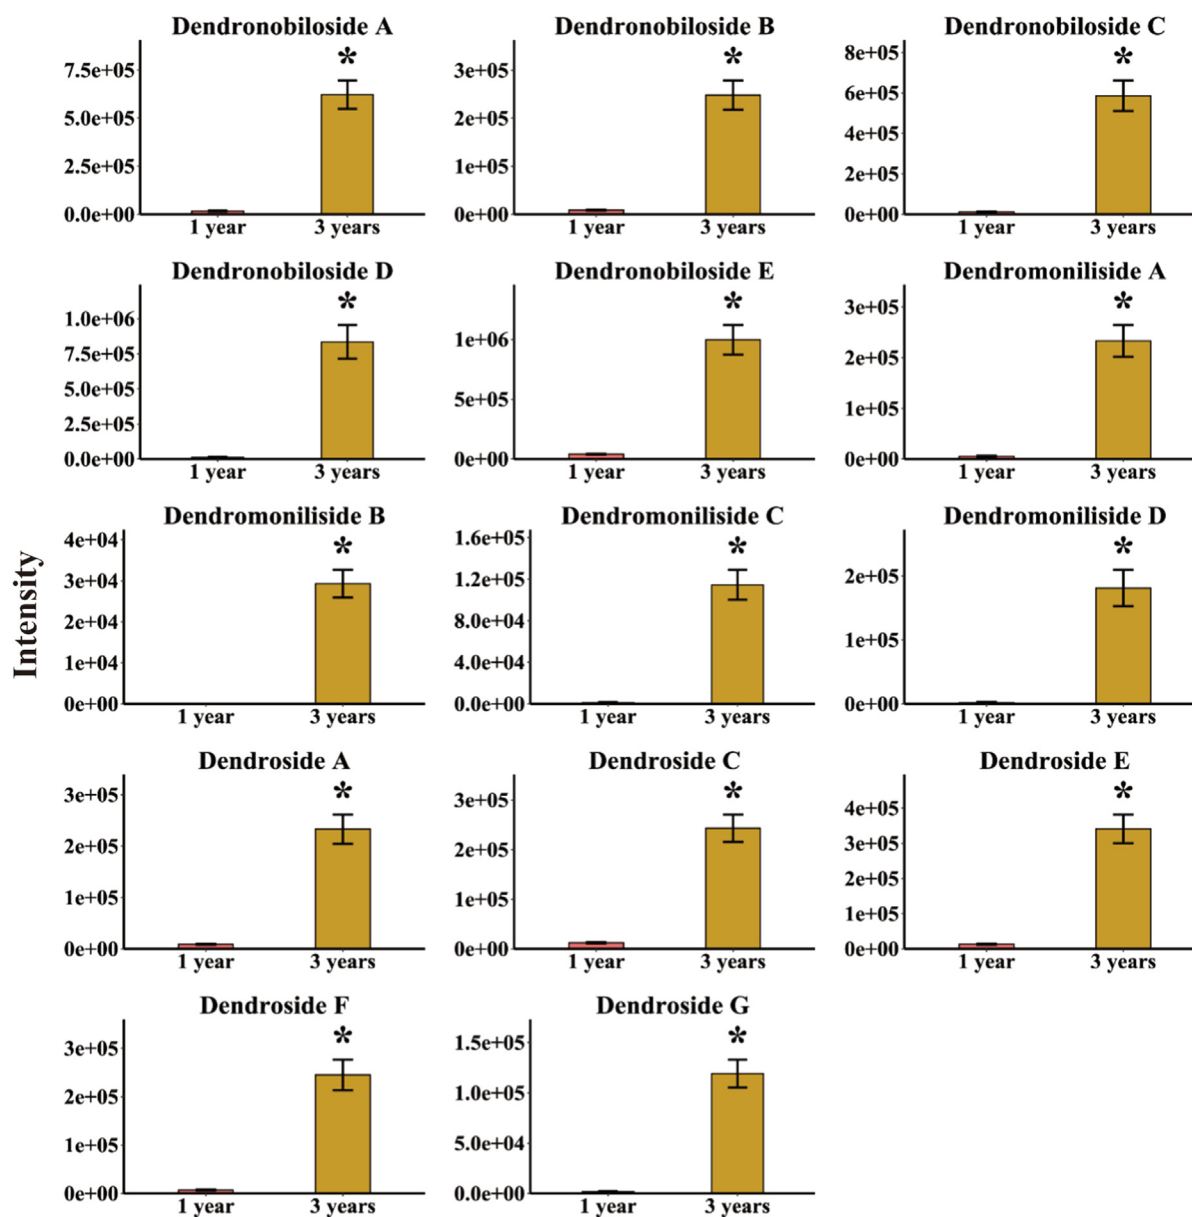 Dendronobiloside A
Dendronobiloside B
Dendronobiloside C
*
*
*
7.5e+05
5.0e+05
2.5e+05
0.0e+00
3e+05
2e+05
1e+05
0e+00
8e+05
6e+05
4e+05
2e+05
0e+00
1 year
3 years
1 year
3 years
1 year
3 years
Dendronobiloside D
Dendronobiloside E
Dendromoniliside A
*
*
*
1.0e+06
7.5e+05
5.0e+05
2.5e+05
0.0e+00
1e+06
5e+05
0e+00
3e+05
2e+05
1e+05
0e+00
1 year
3 years
1 year
3 years
1 year
3 years
Intensity
Dendromoniliside B
Dendromoniliside C
Dendromoniliside D
*
*
*
4e+04
3e+04
2e+04
1e+04
0e+00
1.6e+05
1.2e+05
8.0e+04
4.0e+04
0.0e+00
2e+05
1e+05
0e+00
1 year
3 years
1 year
3 years
1 year
3 years
Dendroside A
Dendroside C
Dendroside E
*
*
*
3e+05
2e+05
1e+05
0e+00
3e+05
2e+05
1e+05
0e+00
4e+05
3e+05
2e+05
1e+05
0e+00
1 year
3 years
1 year
3 years
1 year
3 years
Dendroside F
Dendroside G
*
*
3e+05
2e+05
1e+05
0e+00
1.5e+05
1.0e+05
5.0e+04
0.0e+00
1 year
3 years
1 year
3 years